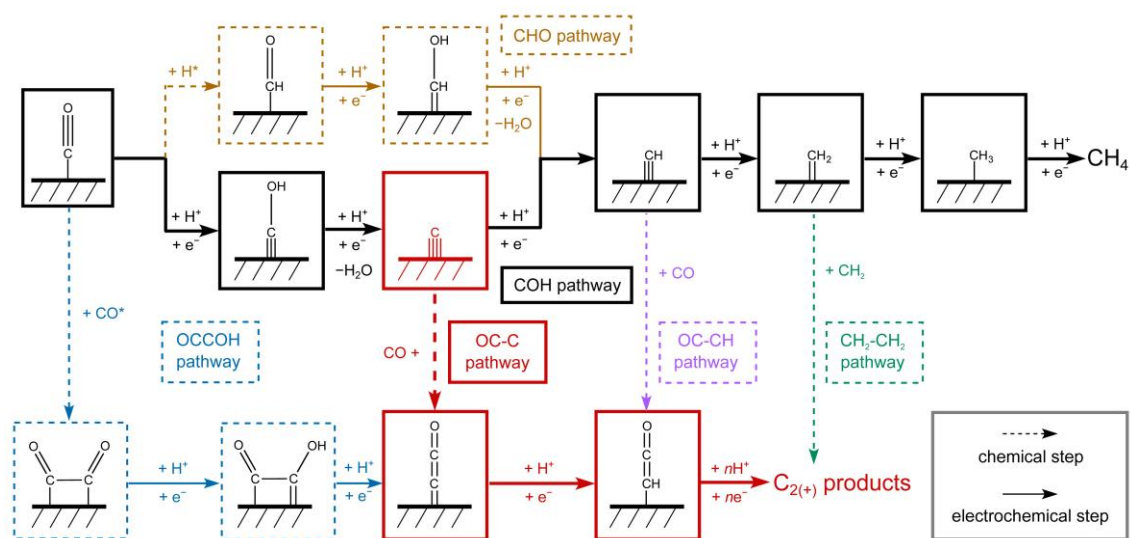 CHO pathway
O
CH
+ H*
+ H⁺
+ e⁻
OH
CH
+ H⁺
+ e⁻
−H₂O
O
C
+ H⁺
+ e⁻
OH
C
+ H⁺
+ e⁻
−H₂O
C
+ H⁺
+ e⁻
CH
+ H⁺
+ e⁻
CH₂
+ H⁺
+ e⁻
CH₃
+ H⁺
+ e⁻
CH₄
COH pathway
+ CO*
OCCOH
pathway
CO +
OC-C
pathway
+ CO
OC-CH
pathway
+ CH₂
CH₂-CH₂
pathway
O O
C C
+ H⁺
+ e⁻
O OH
C C
+ H⁺
+ e⁻
O
C
C
C
+ H⁺
+ e⁻
O
C
C
CH
+ nH⁺
+ ne⁻
C₂₍₊₎ products
chemical step
electrochemical step